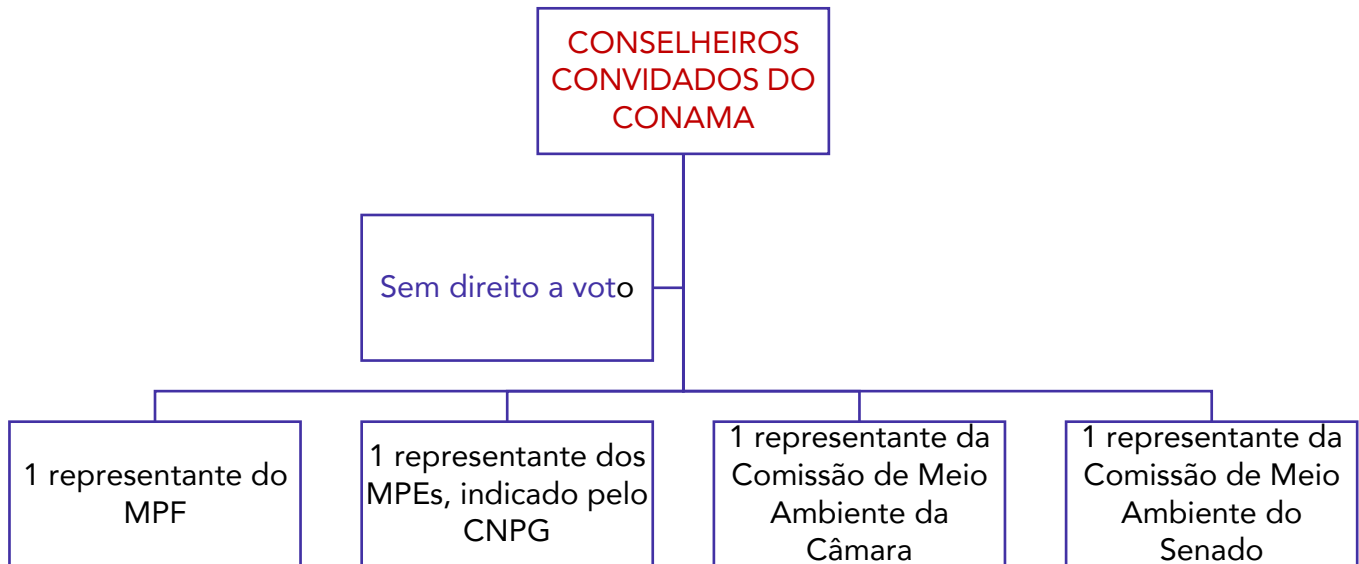 CONSELHEIROS
CONVIDADOS DO
CONAMA
Sem direito a voto
1 representante do
MPF
1 representante dos
MPEs, indicado pelo
CNPG
1 representante da
Comissão de Meio
Ambiente da
Câmara
1 representante da
Comissão de Meio
Ambiente do
Senado